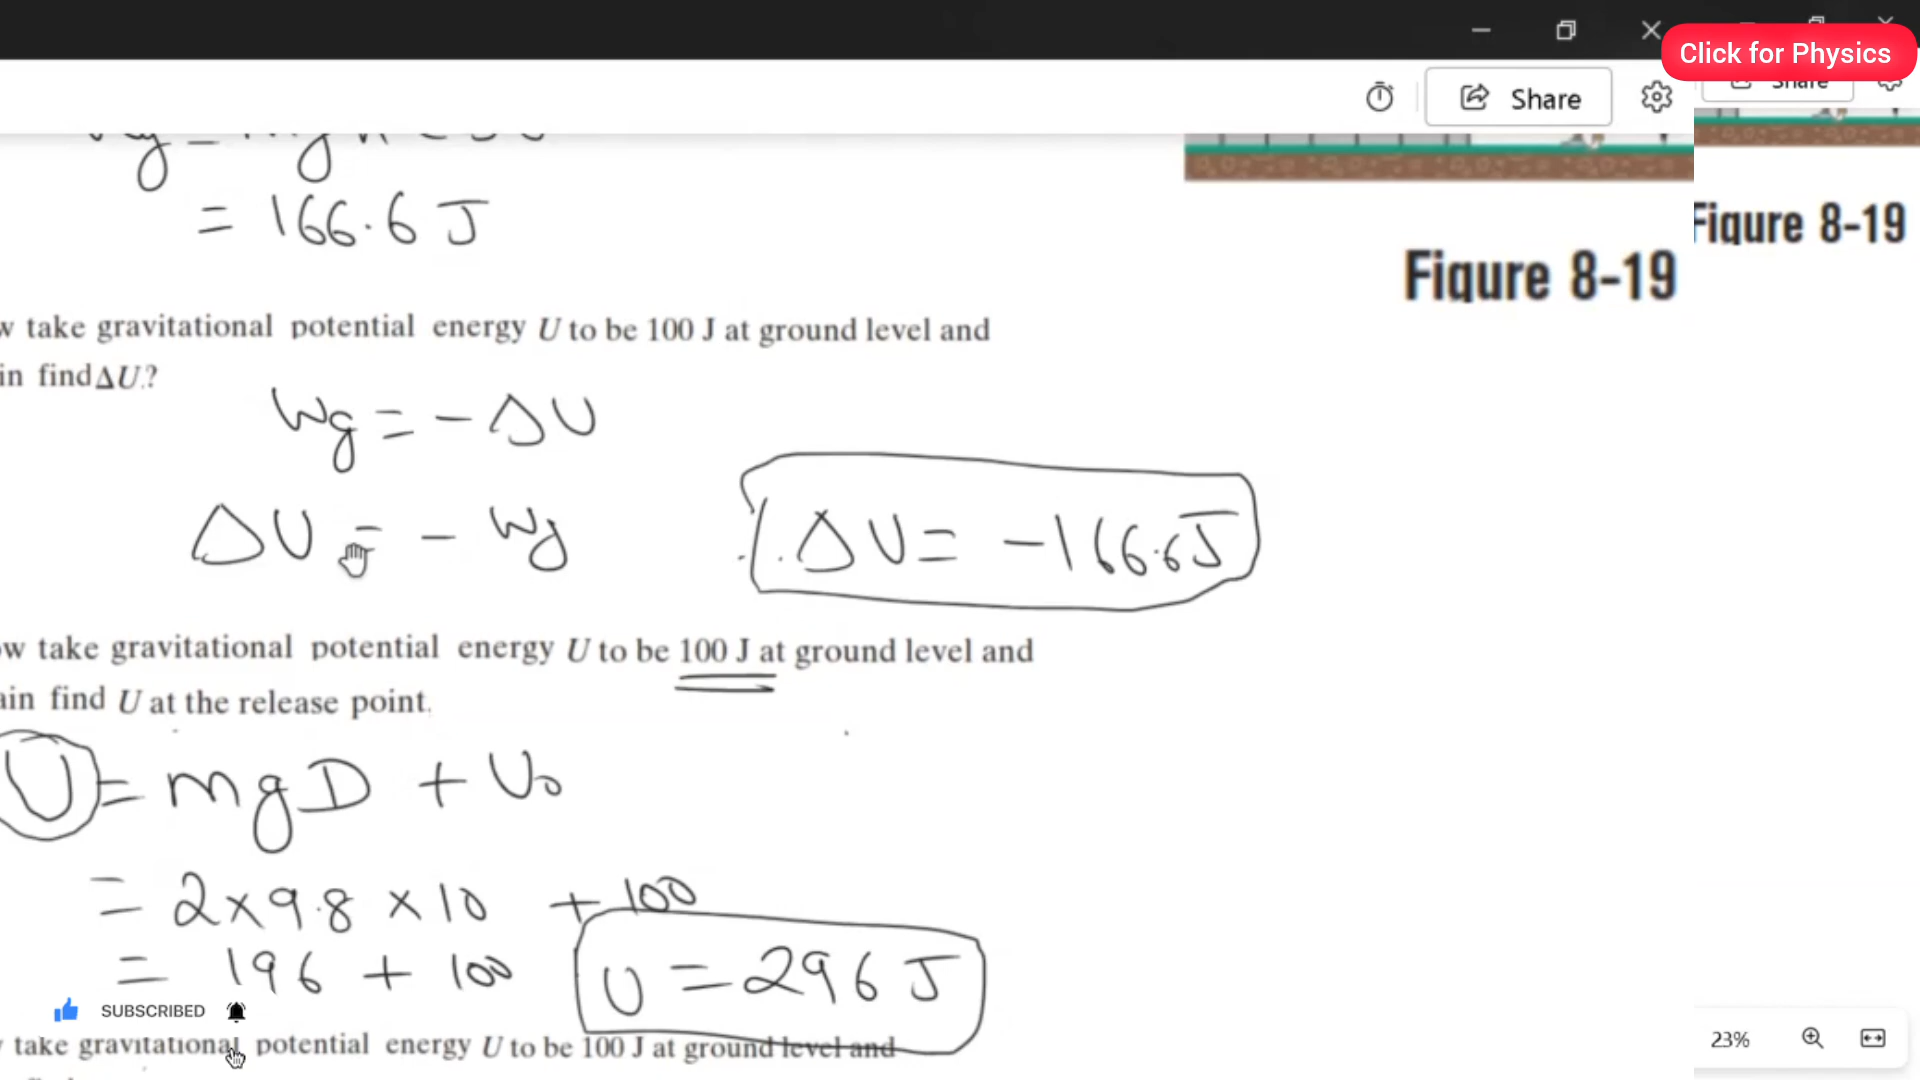 Click for Physics
Share
Share
= 166.6 J
Figure 8-19
Figure 8-19
take gravitational potential energy U to be 100 J at ground level and
find ΔU?
Wg = - ΔU
ΔU = - Wg
∴ ΔU = -166.6J
take gravitational potential energy U to be 100 J at ground level and
find U at the release point.
U = mgD + U₀
= 2×9.8×10 + 100
= 196 + 100
U = 296 J
SUBSCRIBED
take gravitational potential energy U to be 100 J at ground level and
23%